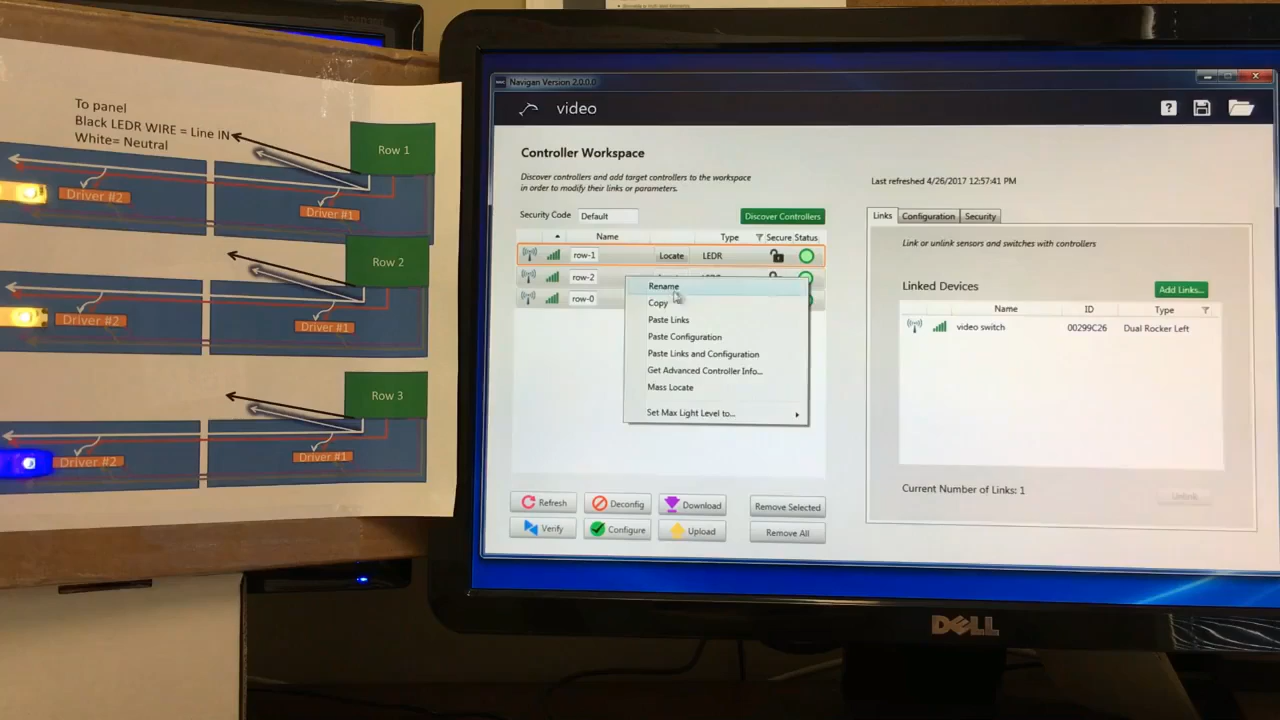 To panel
Black LEDR WIRE = Line IN
White= Neutral
Row 1
Driver #2
Driver #1
Row 2
Driver #2
Driver #1
Row 3
Driver #2
Driver #1
Navigan Version 2.0.0.0
video
?
Controller Workspace
Discover controllers and add target controllers to the workspace
in order to modify their links or parameters.
Security Code
Default
Discover Controllers
Name
Type
Secure
Status
row-1
Locate
LEDR
row-2
row-0
Rename
Copy
Paste Links
Paste Configuration
Paste Links and Configuration
Get Advanced Controller Info...
Mass Locate
Set Max Light Level to...
Refresh
Deconfig
Download
Remove Selected
Verify
Configure
Upload
Remove All
Last refreshed 4/26/2017 12:57:41 PM
Links
Configuration
Security
Link or unlink sensors and switches with controllers
Linked Devices
Add Links...
Name
ID
Type
video switch
00299C26
Dual Rocker Left
Current Number of Links: 1
Unlink
DELL